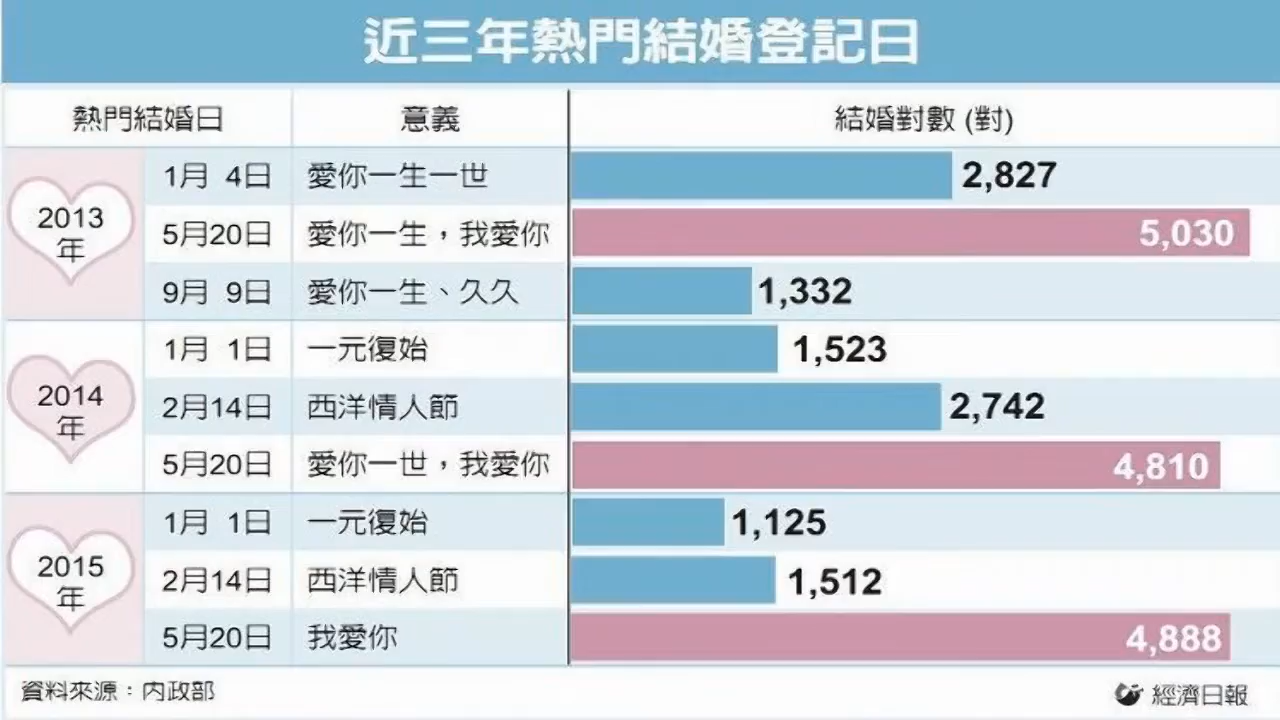 近三年熱門結婚登記日
熱門結婚日 意義 結婚對數 (對)
2013年
1月 4日 愛你一生一世 2,827
5月20日 愛你一生，我愛你 5,030
9月 9日 愛你一生、久久 1,332
2014年
1月 1日 一元復始 1,523
2月14日 西洋情人節 2,742
5月20日 愛你一世，我愛你 4,810
2015年
1月 1日 一元復始 1,125
2月14日 西洋情人節 1,512
5月20日 我愛你 4,888
資料來源：內政部 經濟日報